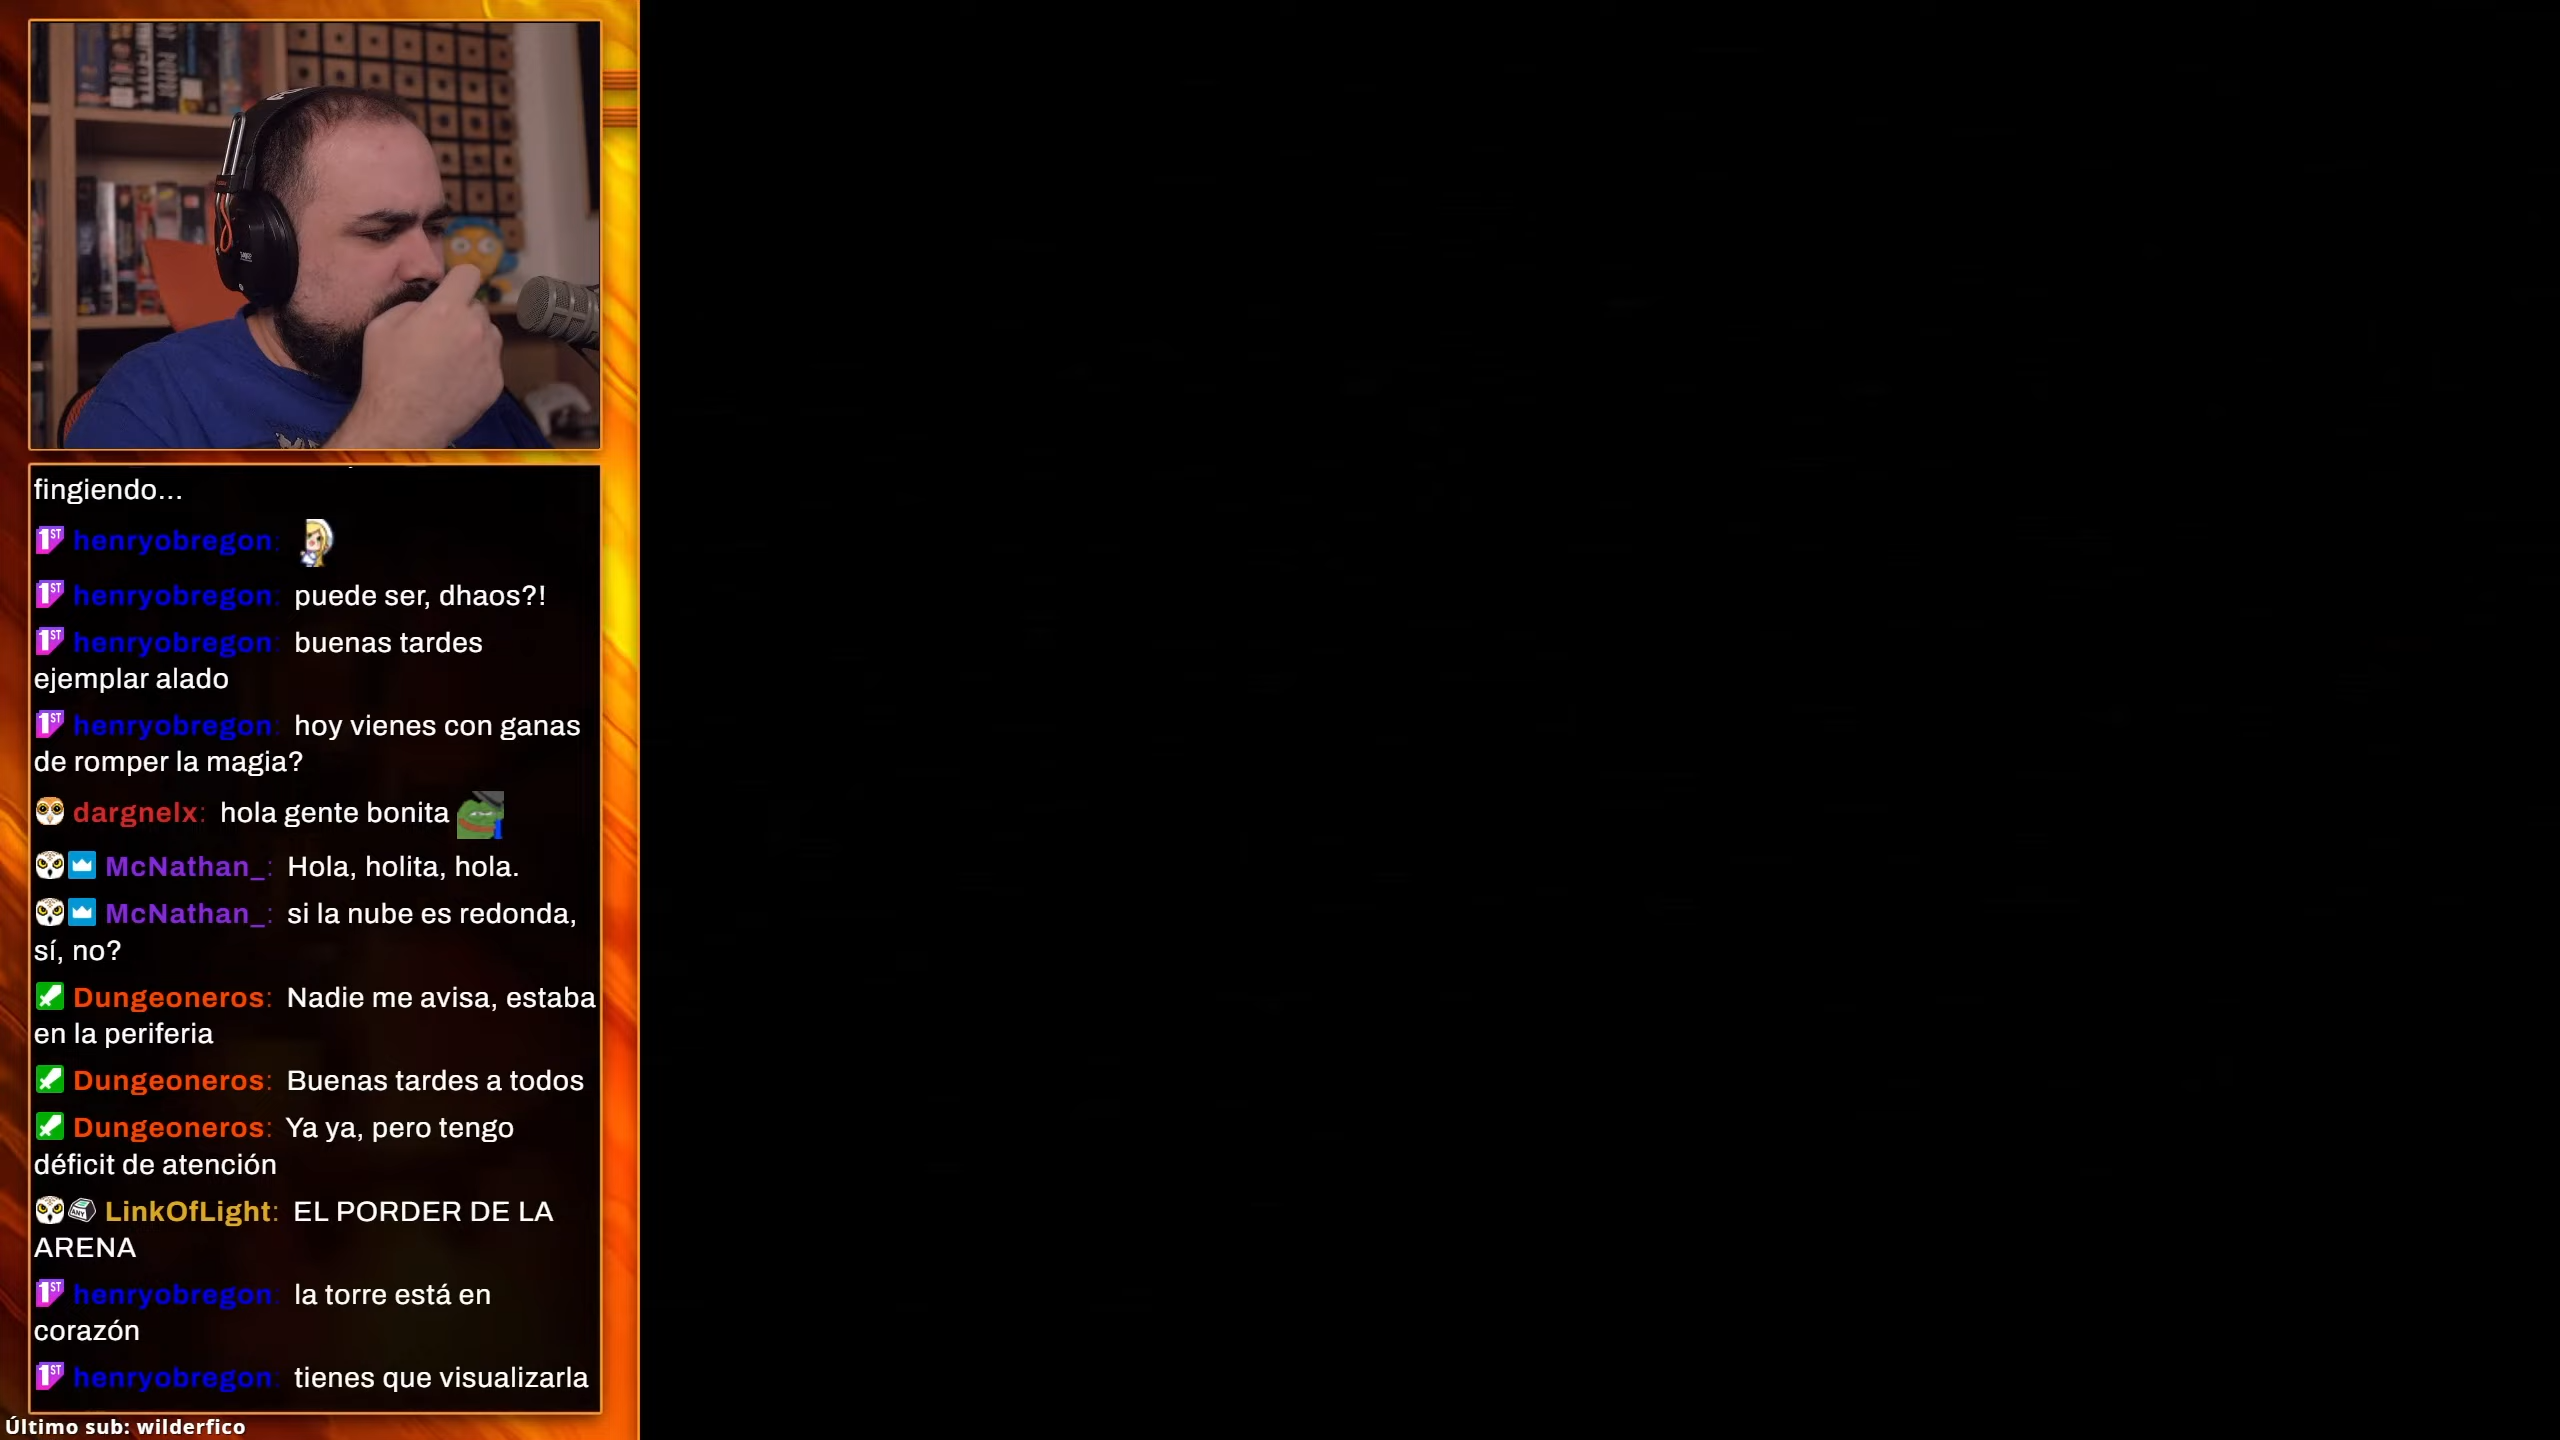 fingiendo...
henryobregon:
henryobregon: puede ser, dhaos?!
henryobregon: buenas tardes
ejemplar alado
henryobregon: hoy vienes con ganas
de romper la magia?
dargnelx: hola gente bonita
McNathan_: Hola, holita, hola.
McNathan_: si la nube es redonda,
sí, no?
Dungeoneros: Nadie me avisa, estaba
en la periferia
Dungeoneros: Buenas tardes a todos
Dungeoneros: Ya ya, pero tengo
déficit de atención
LinkOfLight: EL PORDER DE LA
ARENA
henryobregon: la torre está en
corazón
henryobregon: tienes que visualizarla
Último sub: wilderfico